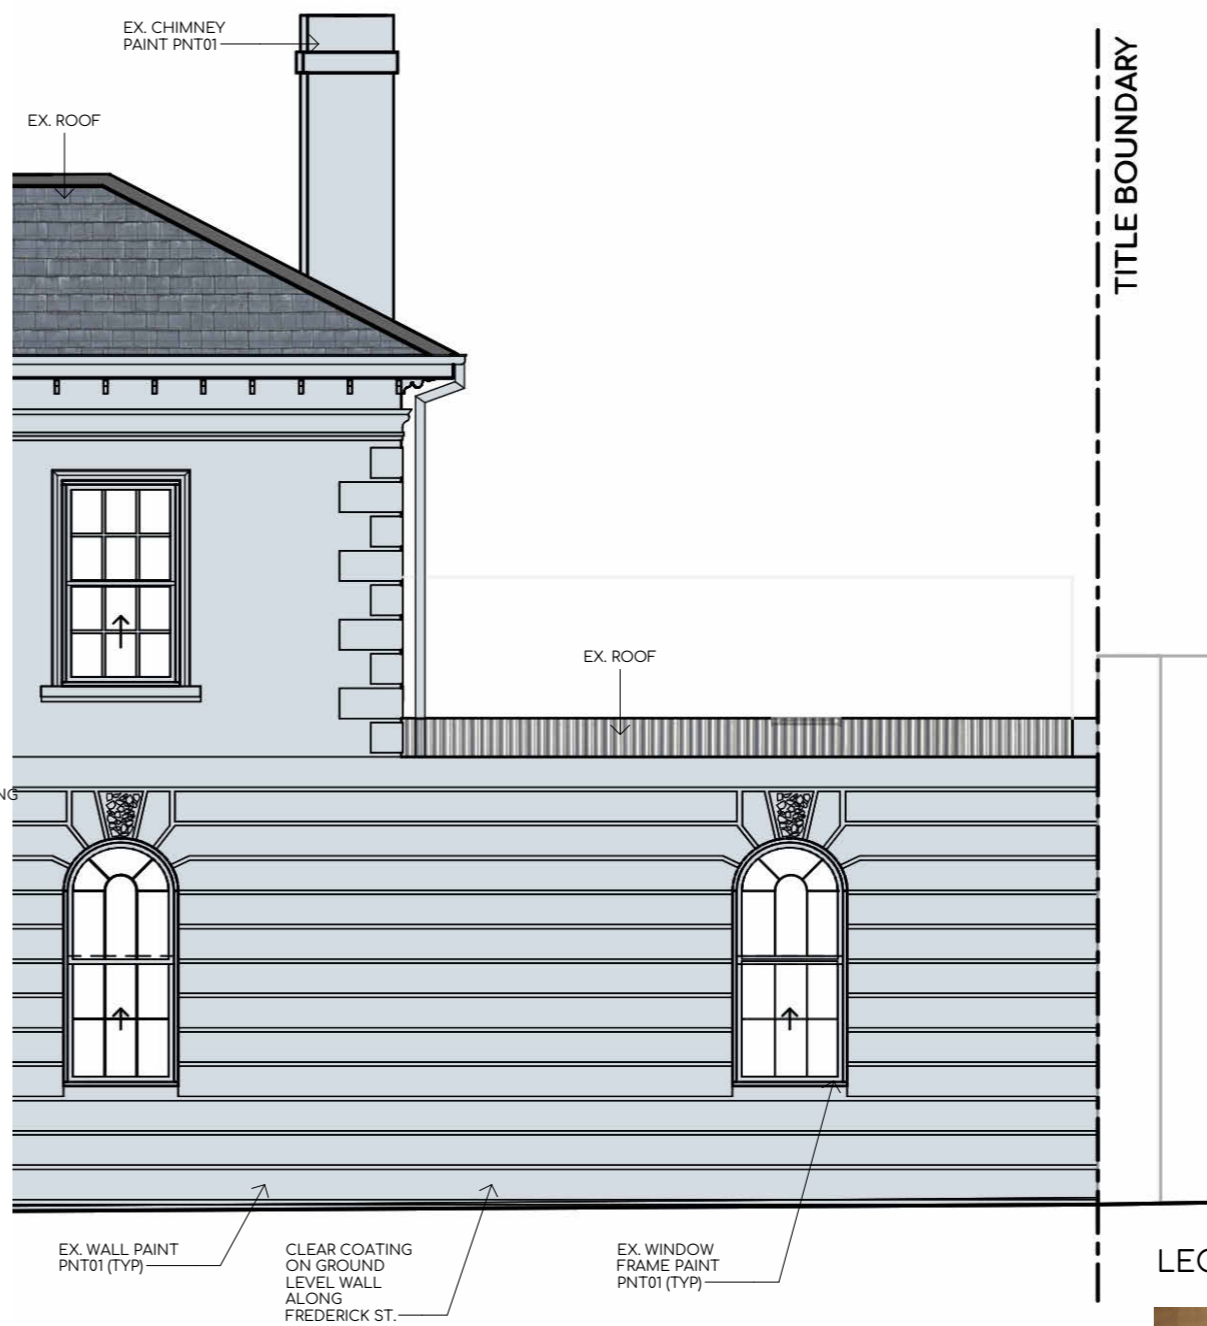 EX. CHIMNEY
PAINT PNT01
EX. ROOF
TITLE BOUNDARY
EX. ROOF
NG
EX. WALL PAINT
PNT01 (TYP)
CLEAR COATING
ON GROUND
LEVEL WALL
ALONG
FREDERICK ST.
EX. WINDOW
FRAME PAINT
PNT01 (TYP)